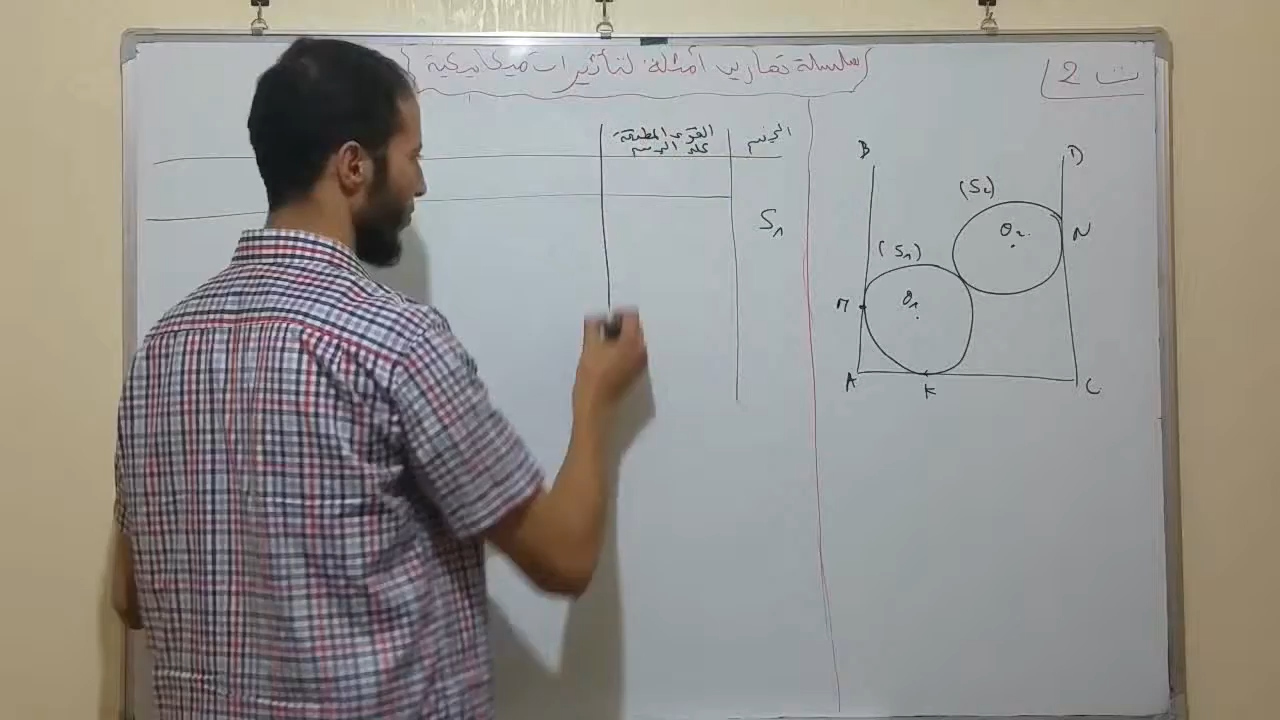 ت 2
سلسلة تمارين أمثلة لتأثيرات ميكانيكية
الجسم
القوى المطبقة
على الجسم
S₁
B
D
(S₂)
O₂
N
(S₁)
M
O₁
A
K
C